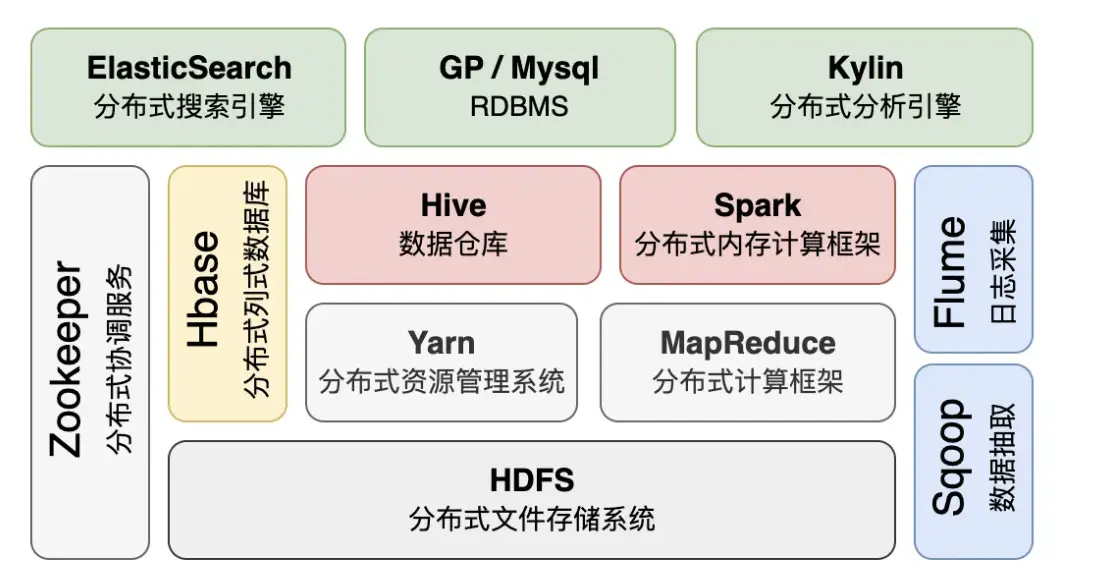 ElasticSearch
分布式搜索引擎
GP / Mysql
RDBMS
Kylin
分布式分析引擎
Zookeeper
分布式协调服务
Hbase
分布式列式数据库
Hive
数据仓库
Spark
分布式内存计算框架
Flume
日志采集
Yarn
分布式资源管理系统
MapReduce
分布式计算框架
Sqoop
数据抽取
HDFS
分布式文件存储系统